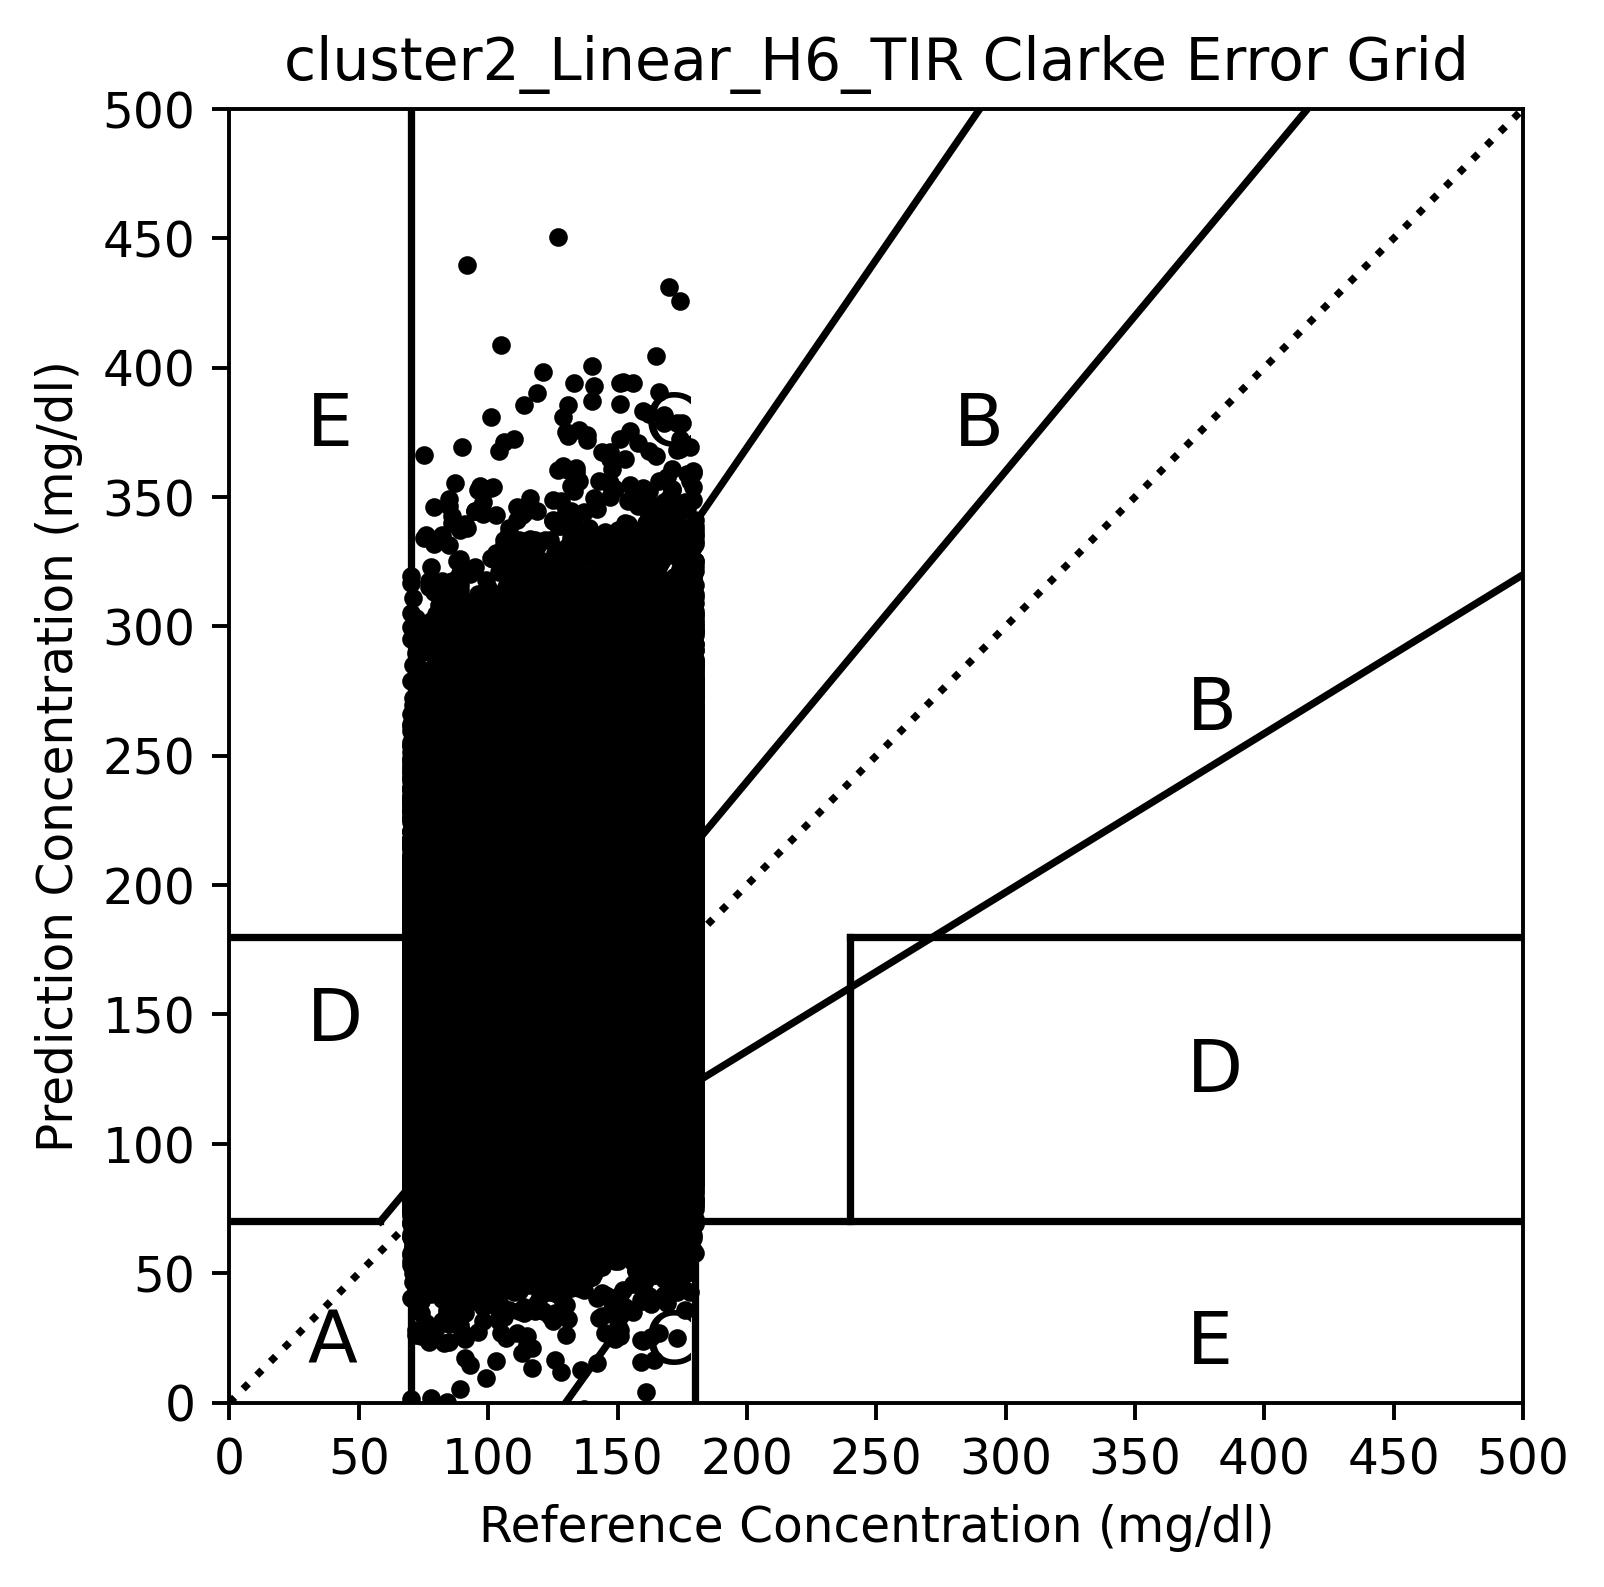 cluster2_Linear_H6_TIR Clarke Error Grid
500
450
400
350
300
250
200
150
100
50
0
Prediction Concentration (mg/dl)
E
C
B
B
D
D
A
C
E
0 50 100 150 200 250 300 350 400 450 500
Reference Concentration (mg/dl)